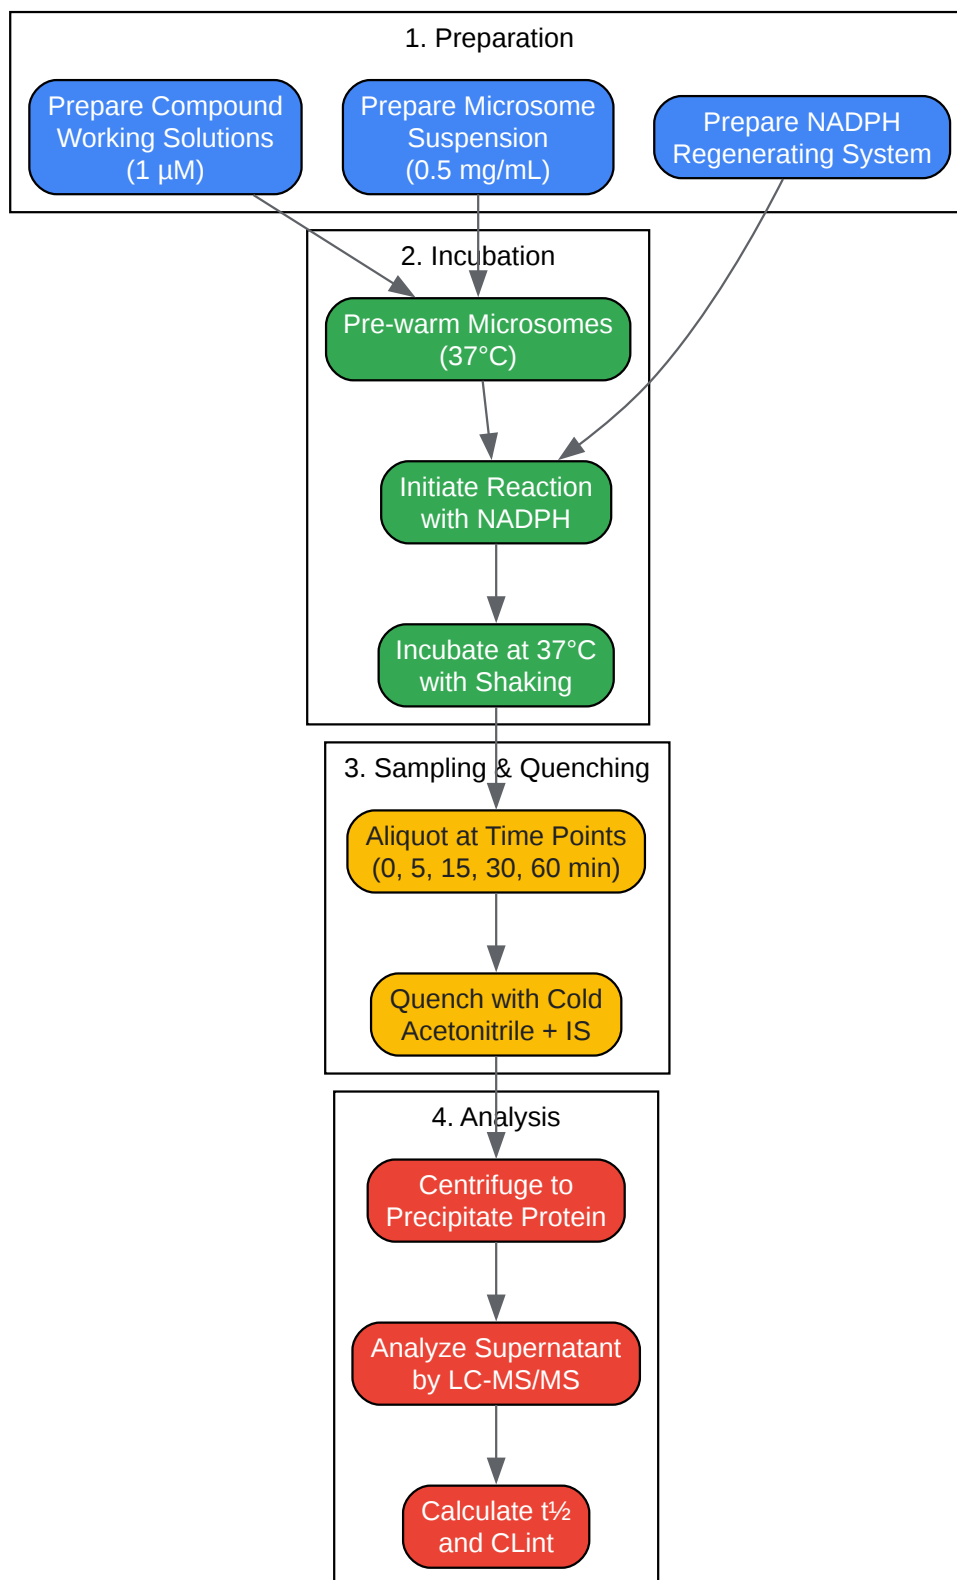 1. Preparation
Prepare Compound
Working Solutions
(1 µM)
Prepare Microsome
Suspension
(0.5 mg/mL)
Prepare NADPH
Regenerating System
2. Incubation
Pre-warm Microsomes
(37°C)
Initiate Reaction
with NADPH
Incubate at 37°C
with Shaking
3. Sampling & Quenching
Aliquot at Time Points
(0, 5, 15, 30, 60 min)
Quench with Cold
Acetonitrile + IS
4. Analysis
Centrifuge to
Precipitate Protein
Analyze Supernatant
by LC-MS/MS
Calculate t½
and CLint